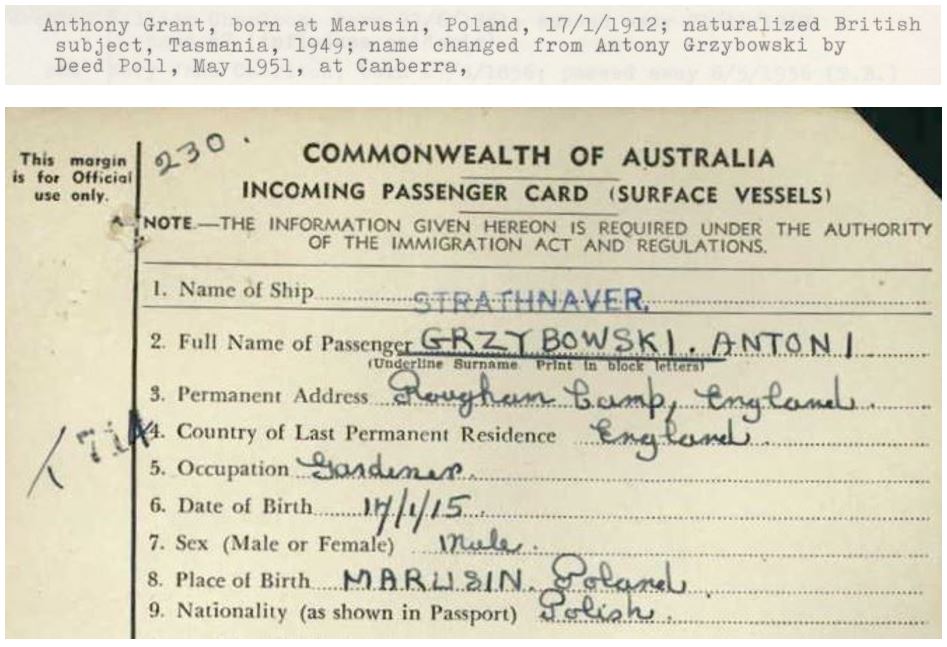 Anthony Grant, born at Marusin, Poland, 17/1/1912; naturalized British
subject, Tasmania, 1949; name changed from Antony Grzybowski by
Deed Poll, May 1951, at Canberra,
230.
This margin
is for Official
use only.
COMMONWEALTH OF AUSTRALIA
INCOMING PASSENGER CARD (SURFACE VESSELS)
NOTE.—THE INFORMATION GIVEN HEREON IS REQUIRED UNDER THE AUTHORITY
OF THE IMMIGRATION ACT AND REGULATIONS.
1. Name of Ship STRATHNAVER.
2. Full Name of Passenger GRZYBOWSKI. ANTONI
(Underline Surname. Print in block letters)
3. Permanent Address Rougham Camp, England.
4. Country of Last Permanent Residence England.
5. Occupation Gardener.
6. Date of Birth 17/1/15.
7. Sex (Male or Female) Male.
8. Place of Birth MARUSIN. Poland
9. Nationality (as shown in Passport) Polish.